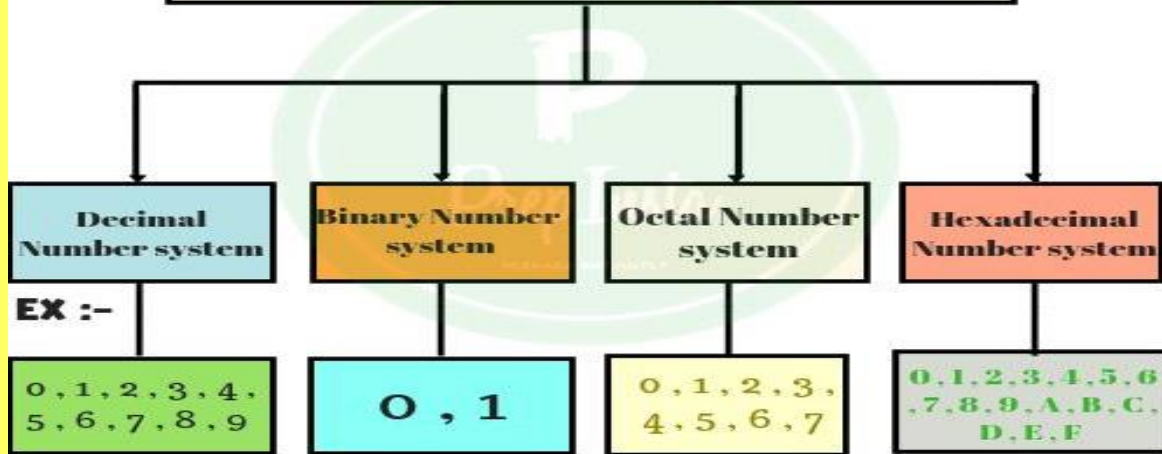 Decimal
Number system
Binary Number
system
Octal Number
system
Hexadecimal
Number system
EX :-
0 , 1 , 2 , 3 , 4 ,
5 , 6 , 7 , 8 , 9
0 , 1
0 , 1 , 2 , 3 ,
4 , 5 , 6 , 7
0 , 1 , 2 , 3 , 4 , 5 , 6
, 7 , 8 , 9 , A , B , C ,
D , E , F
P